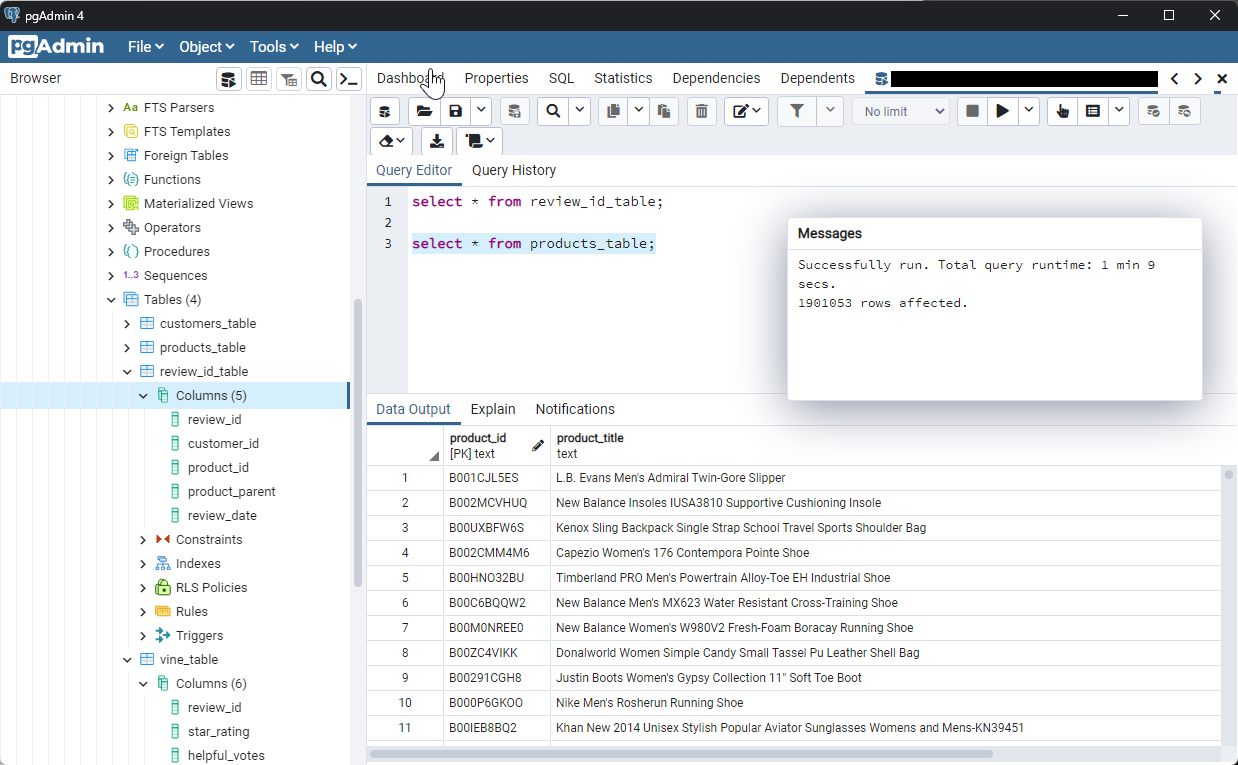 pgAdmin 4
pgAdmin File Object Tools Help
Browser
Dashboard Properties SQL Statistics Dependencies Dependents
No limit
Aa FTS Parsers
FTS Templates
Foreign Tables
Functions
Materialized Views
Operators
Procedures
1..3 Sequences
Tables (4)
customers_table
products_table
review_id_table
Columns (5)
review_id
customer_id
product_id
product_parent
review_date
Constraints
Indexes
RLS Policies
Rules
Triggers
vine_table
Columns (6)
review_id
star_rating
helpful_votes
Query Editor Query History
1 select * from review_id_table;
2
3 select * from products_table;
Messages
Successfully run. Total query runtime: 1 min 9
secs.
1901053 rows affected.
Data Output Explain Notifications
product_id product_title
[PK] text text
1 B001CJL5ES L.B. Evans Men's Admiral Twin-Gore Slipper
2 B002MCVHUQ New Balance Insoles IUSA3810 Supportive Cushioning Insole
3 B00UXBFW6S Kenox Sling Backpack Single Strap School Travel Sports Shoulder Bag
4 B002CMM4M6 Capezio Women's 176 Contempora Pointe Shoe
5 B00HNO32BU Timberland PRO Men's Powertrain Alloy-Toe EH Industrial Shoe
6 B00C6BQQW2 New Balance Men's MX623 Water Resistant Cross-Training Shoe
7 B00M0NREE0 New Balance Women's W980V2 Fresh-Foam Boracay Running Shoe
8 B00ZC4VIKK Donalworld Women Simple Candy Small Tassel Pu Leather Shell Bag
9 B00291CGH8 Justin Boots Women's Gypsy Collection 11" Soft Toe Boot
10 B000P6GKOO Nike Men's Rosherun Running Shoe
11 B00IEB8BQ2 Khan New 2014 Unisex Stylish Popular Aviator Sunglasses Womens and Mens-KN39451